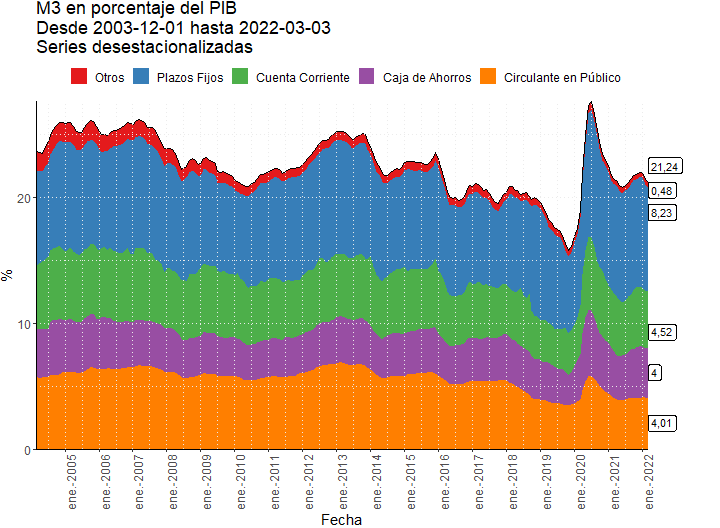 M3 en porcentaje del PIB
Desde 2003-12-01 hasta 2022-03-03
Series desestacionalizadas
Otros Plazos Fijos Cuenta Corriente Caja de Ahorros Circulante en Público
%
20
10
0
21,24
0,48
8,23
4,52
4
4,01
ene.-2005 ene.-2006 ene.-2007 ene.-2008 ene.-2009 ene.-2010 ene.-2011 ene.-2012 ene.-2013 ene.-2014 ene.-2015 ene.-2016 ene.-2017 ene.-2018 ene.-2019 ene.-2020 ene.-2021 ene.-2022
Fecha